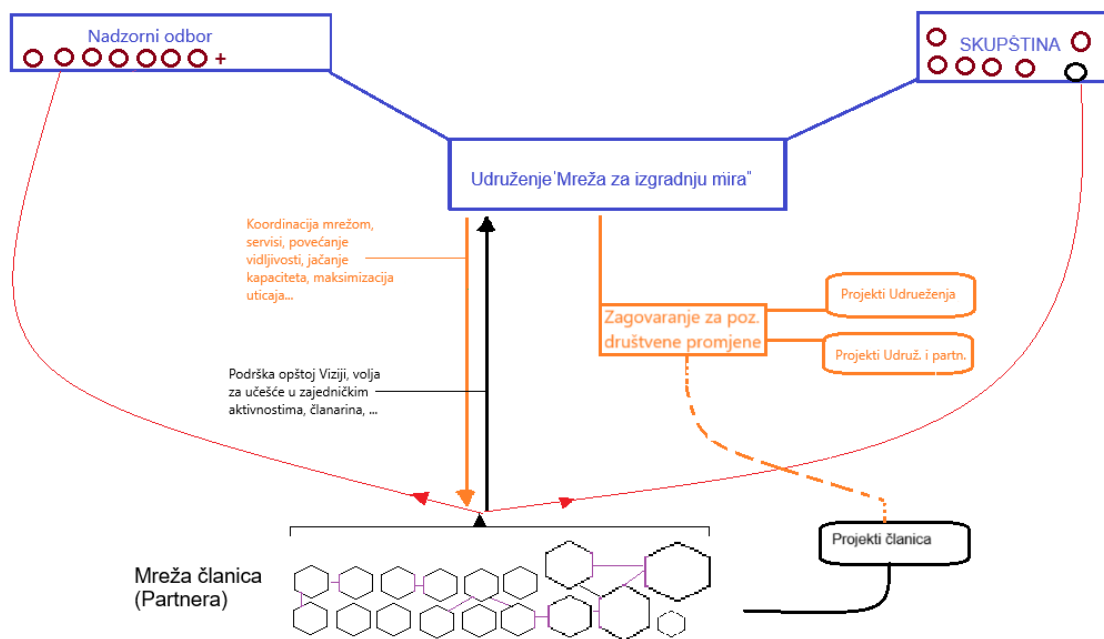 Nadzorni odbor
+
SKUPŠTINA
Udruženje'Mreža za izgradnju mira"
Koordinacija mrežom,
servisi, povećanje
vidljivosti, jačanje
kapaciteta, maksimizacija
uticaja...
Zagovaranje za poz.
društvene promjene
Projekti Udrueženja
Projekti Udruž. i partn.
Podrška opštoj Viziji, volja
za učešće u zajedničkim
aktivnostima, članarina, ...
Projekti članica
Mreža članica
(Partnera)